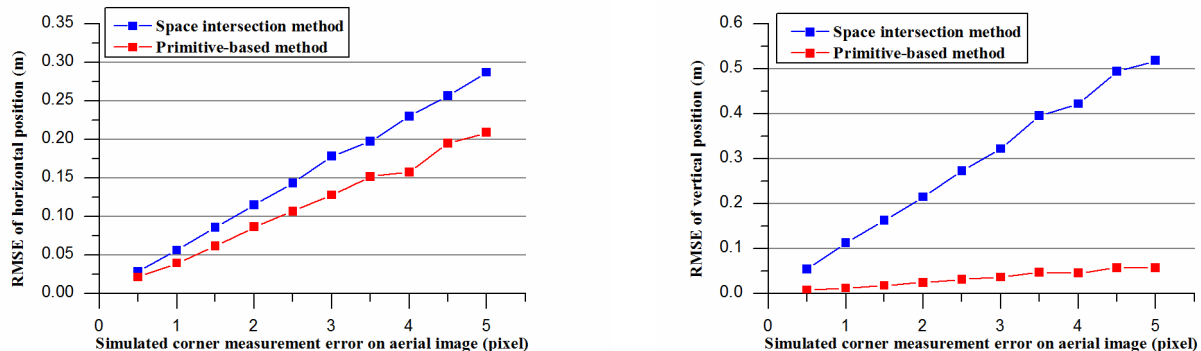 0.35
0.30
0.25
0.20
0.15
0.10
0.05
0.00
RMSE of horizontal position (m)
Space intersection method
Primitive-based method
0 1 2 3 4 5
Simulated corner measurement error on aerial image (pixel)
0.6
0.5
0.4
0.3
0.2
0.1
0.0
RMSE of vertical position (m)
Space intersection method
Primitive-based method
0 1 2 3 4 5
Simulated corner measurement error on aerial image (pixel)